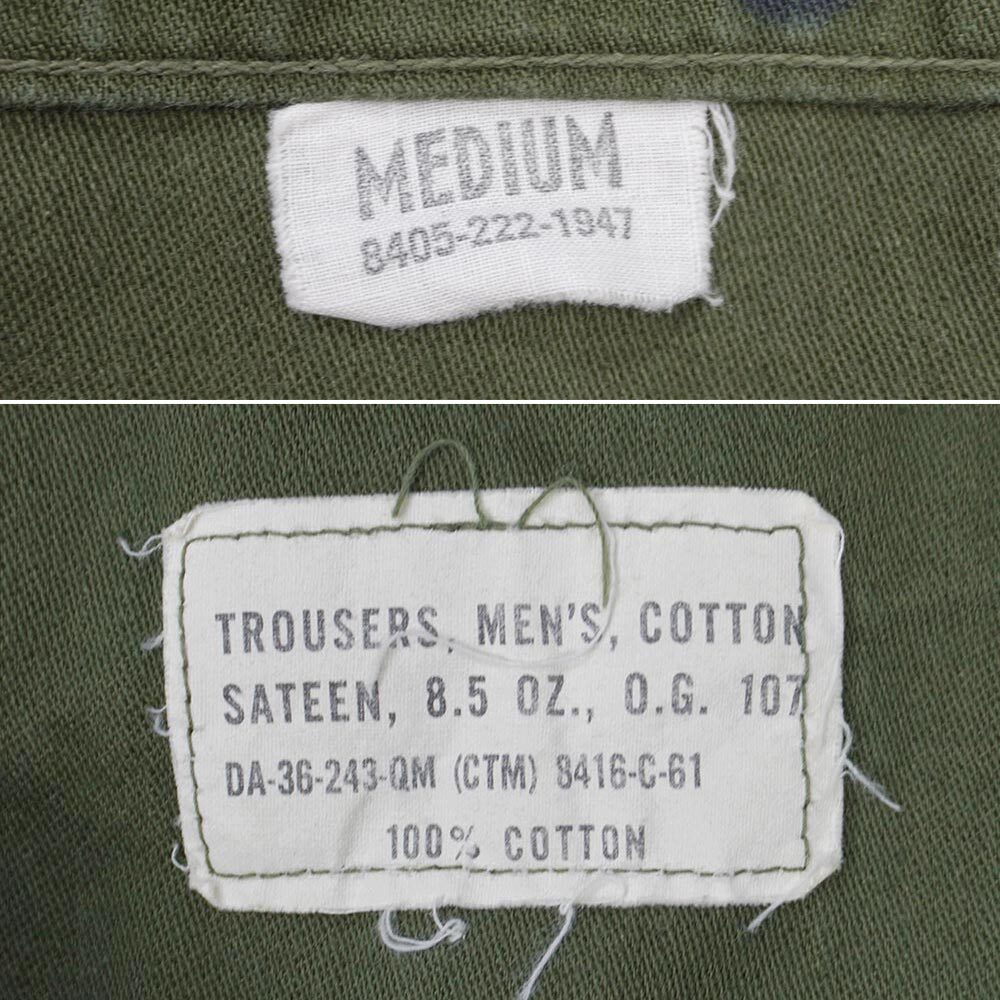 MEDIUM
8405-222-1947
TROUSERS, MEN'S, COTTON
SATEEN, 8.5 OZ., O.G. 107
DA-36-243-QM (CTM) 8416-C-61
100% COTTON